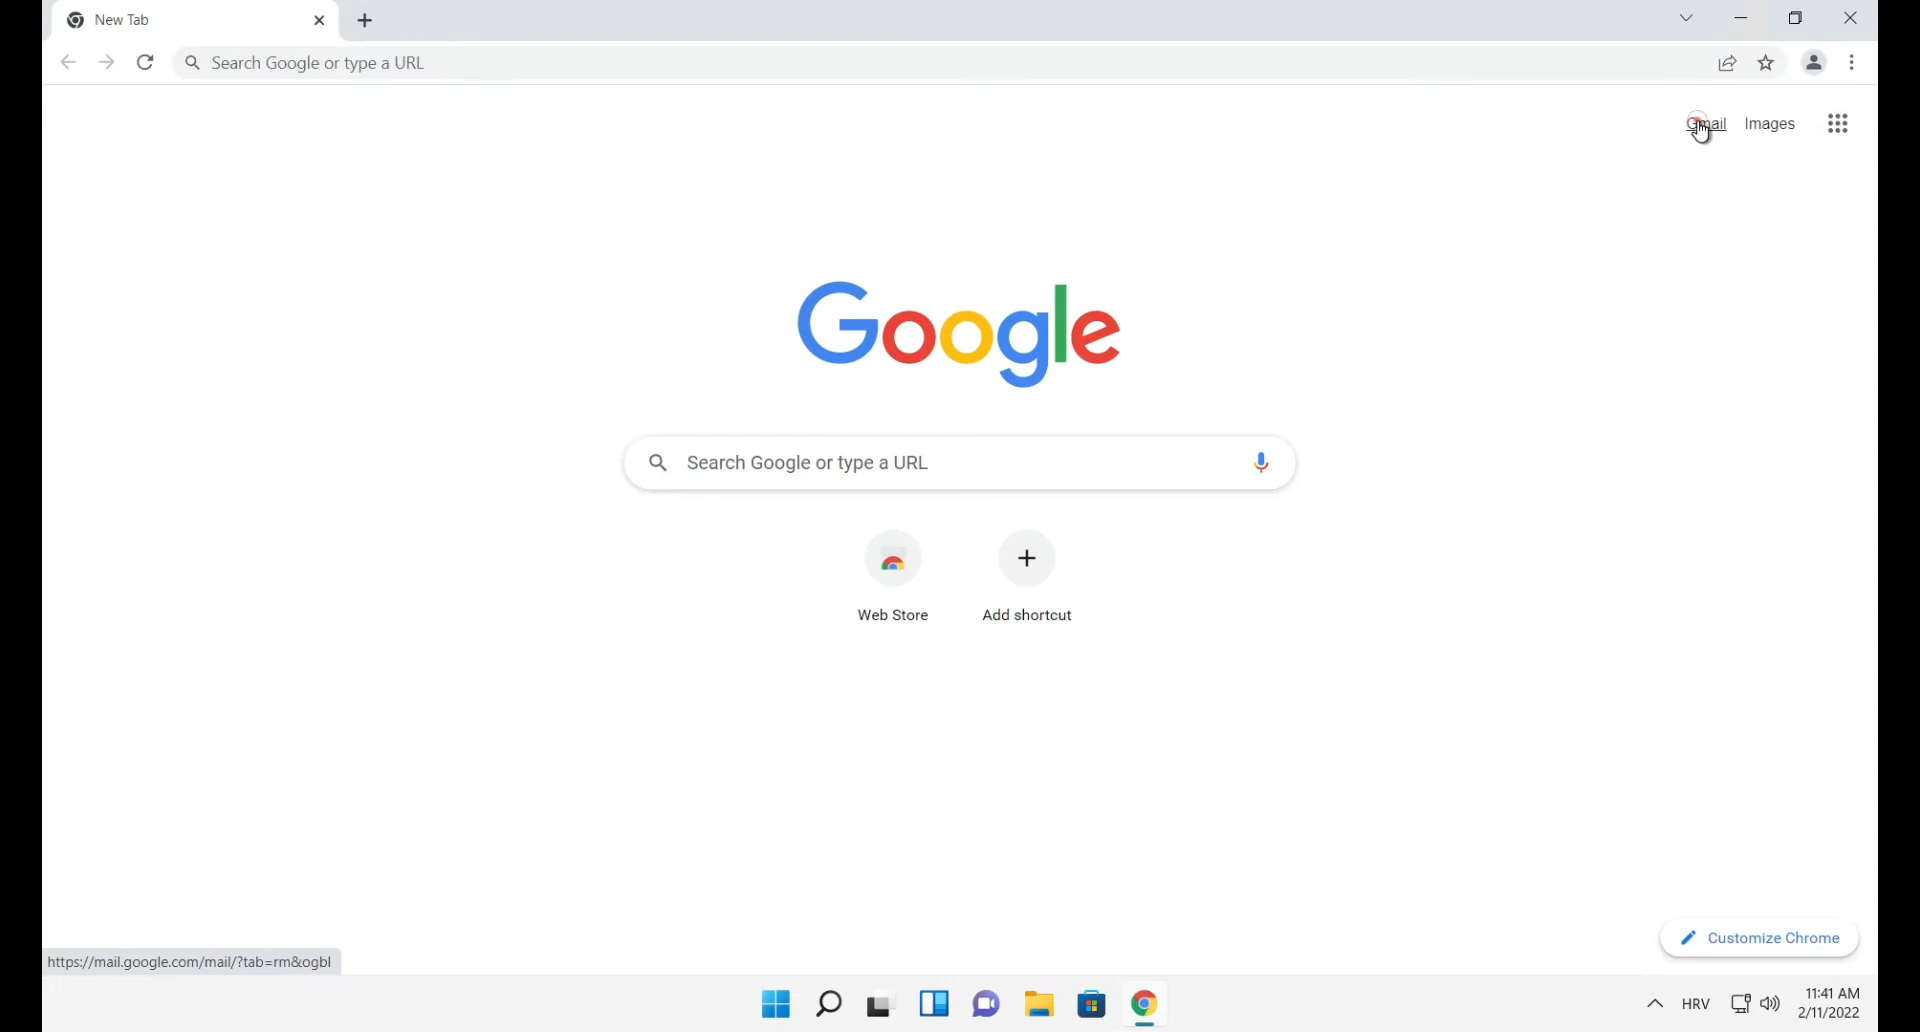 New Tab
Search Google or type a URL
Gmail Images
Google
Search Google or type a URL
Web Store Add shortcut
Customize Chrome
https://mail.google.com/mail/?tab=rm&ogbl
HRV
11:41 AM
2/11/2022